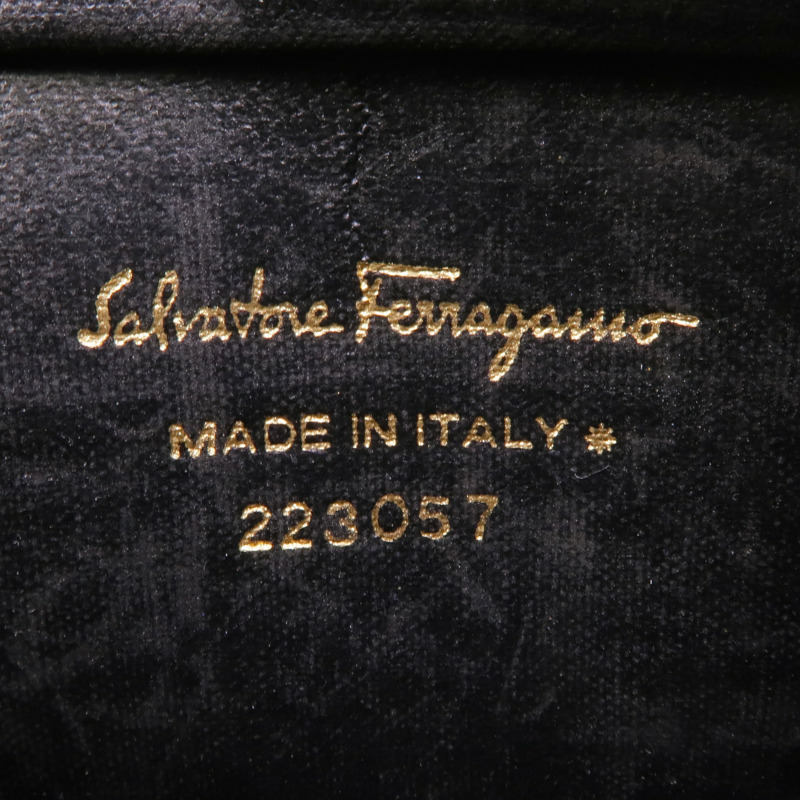 Salvatore Ferragamo
MADE IN ITALY *
223057